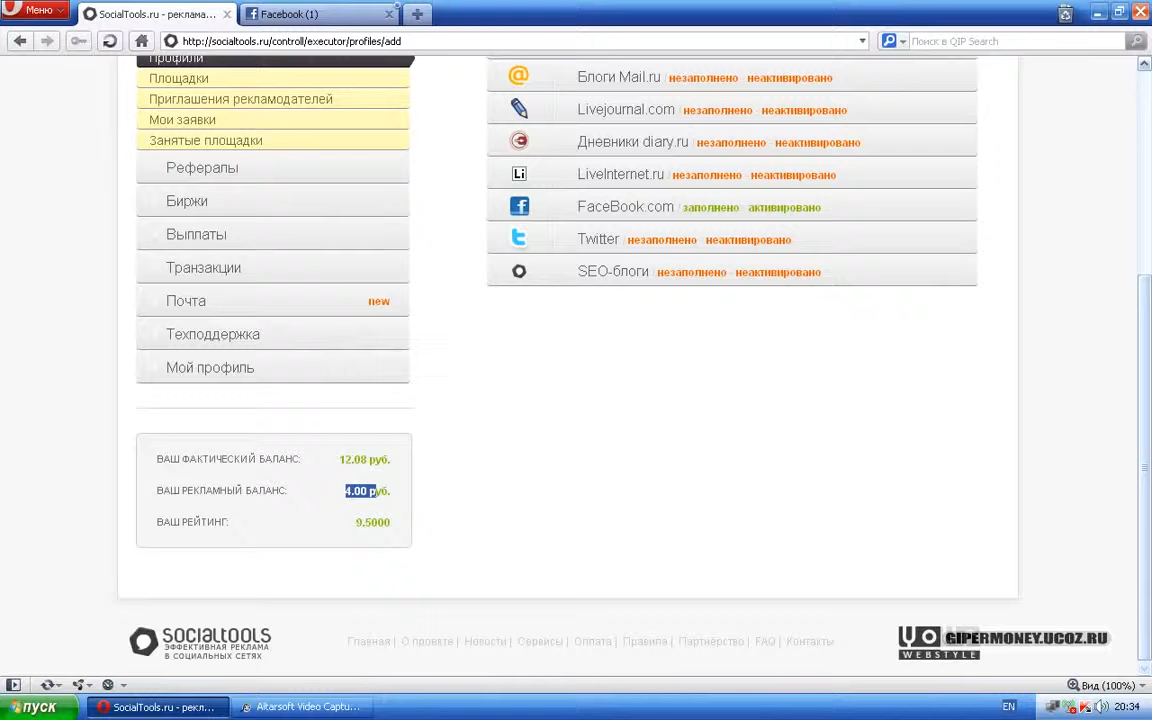 Меню
SocialTools.ru - реклама...
Facebook (1)
http://socialtools.ru/controll/executor/profiles/add
Поиск с QIP Search
Профили
Площадки
Приглашения рекламодателей
Мои заявки
Занятые площадки
Рефералы
Биржи
Выплаты
Транзакции
Почта new
Техподдержка
Мой профиль
Блоги Mail.ru / незаполнено - неактивировано
Livejournal.com / незаполнено - неактивировано
Дневники diary.ru / незаполнено - неактивировано
LiveInternet.ru / незаполнено - неактивировано
FaceBook.com / заполнено - активировано
Twitter / незаполнено - неактивировано
SEO-блоги / незаполнено - неактивировано
ВАШ ФАКТИЧЕСКИЙ БАЛАНС: 12.08 руб.
ВАШ РЕКЛАМНЫЙ БАЛАНС: 4.00 руб.
ВАШ РЕЙТИНГ: 9.5000
SOCIALTOOLS
ЭФФЕКТИВНАЯ РЕКЛАМА
В СОЦИАЛЬНЫХ СЕТЯХ
Главная | О проекте | Новости | Сервисы | Оплата | Правила | Партнёрство | FAQ | Контакты
WEBSTYLE
GIPERMONEY.UCOZ.RU
Вид (100%)
пуск
SocialTools.ru - рекл...
Altarsoft Video Captu...
EN
20:34